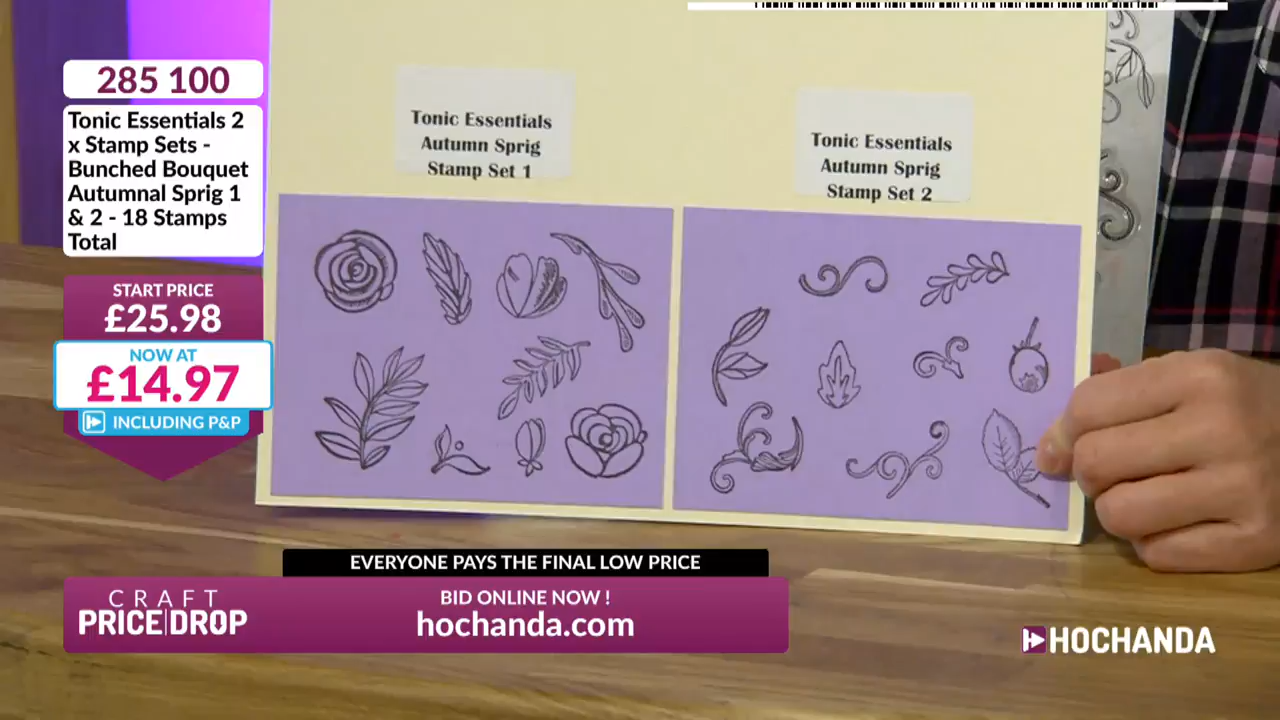 285 100
Tonic Essentials 2
x Stamp Sets -
Bunched Bouquet
Autumnal Sprig 1
& 2 - 18 Stamps
Total
START PRICE
£25.98
NOW AT
£14.97
INCLUDING P&P
Tonic Essentials
Autumn Sprig
Stamp Set 1
Tonic Essentials
Autumn Sprig
Stamp Set 2
EVERYONE PAYS THE FINAL LOW PRICE
CRAFT
PRICE DROP
BID ONLINE NOW !
hochanda.com
HOCHANDA